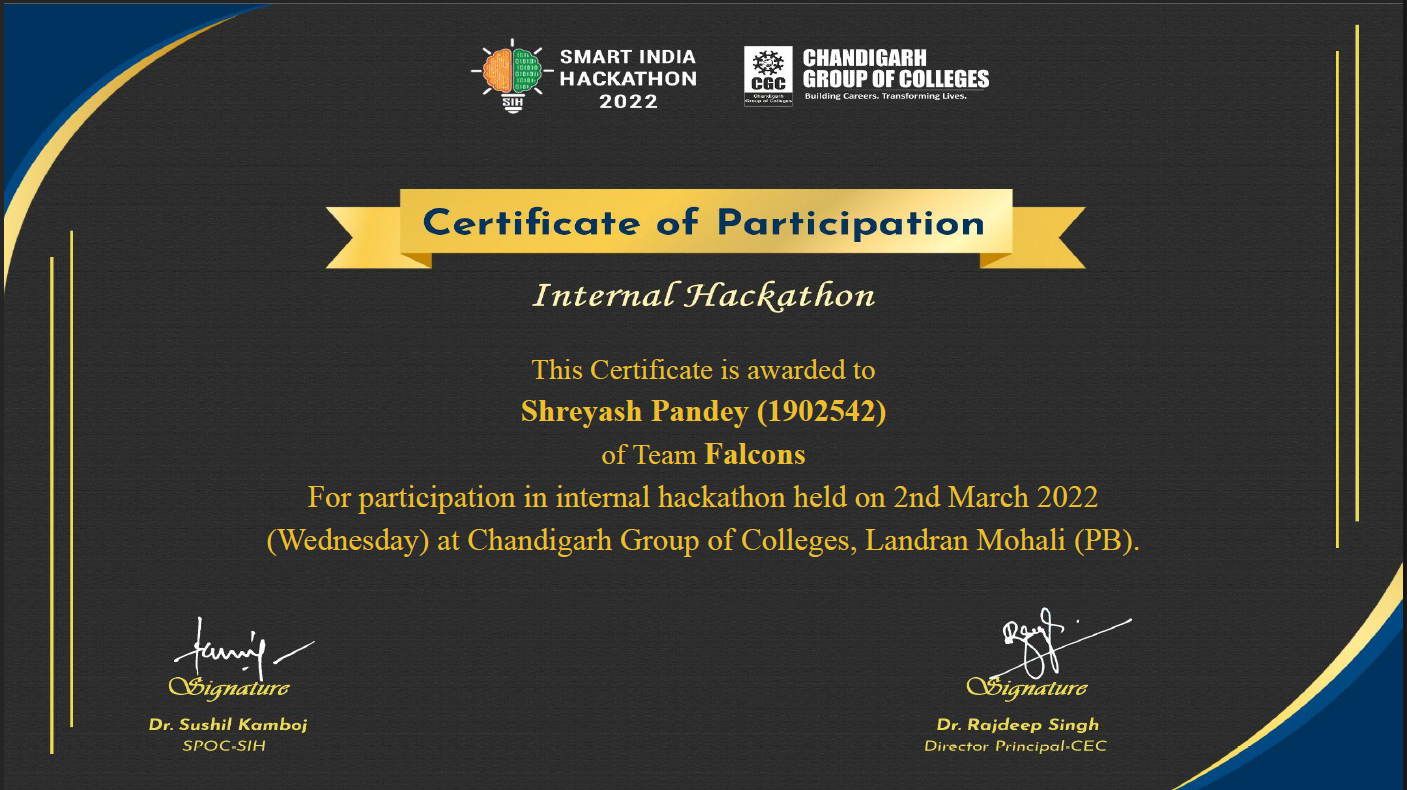 SMART INDIA
HACKATHON
2022
SIH
CGC
Chandigarh
Group of Colleges
CHANDIGARH
GROUP OF COLLEGES
Building Careers. Transforming Lives.
Certificate of Participation
Internal Hackathon
This Certificate is awarded to
Shreyash Pandey (1902542)
of Team Falcons
For participation in internal hackathon held on 2nd March 2022
(Wednesday) at Chandigarh Group of Colleges, Landran Mohali (PB).
Signature
Dr. Sushil Kamboj
SPOC-SIH
Signature
Dr. Rajdeep Singh
Director Principal-CEC